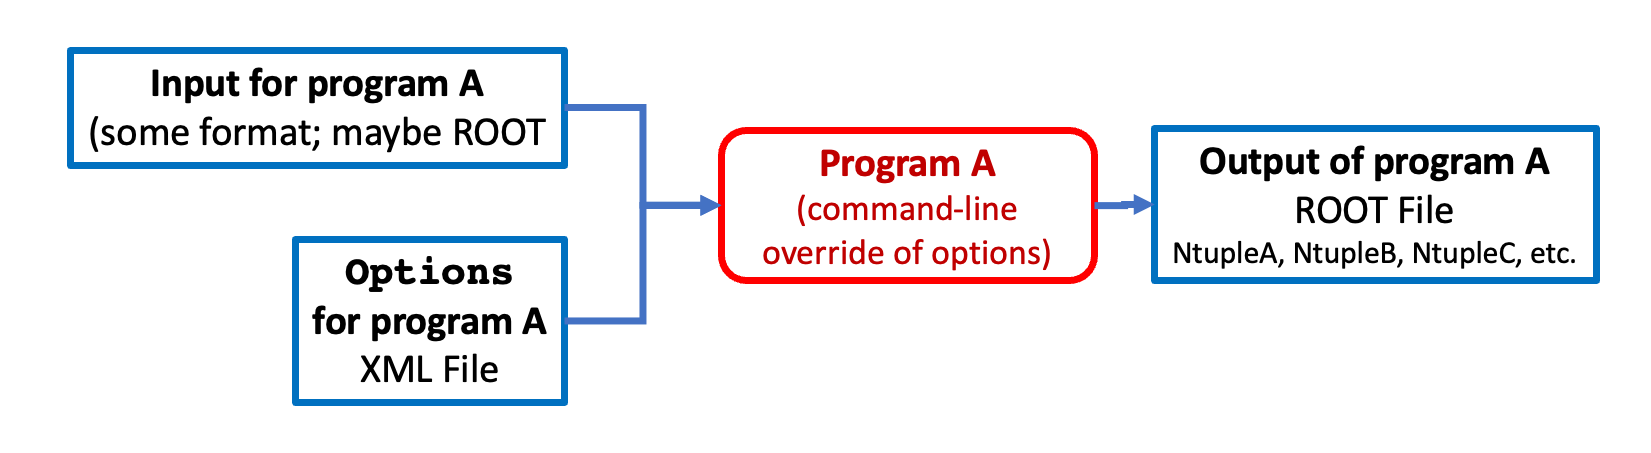 Input for program A
(some format; maybe ROOT
Options
for program A
XML File
Program A
(command-line
override of options)
Output of program A
ROOT File
NtupleA, NtupleB, NtupleC, etc.